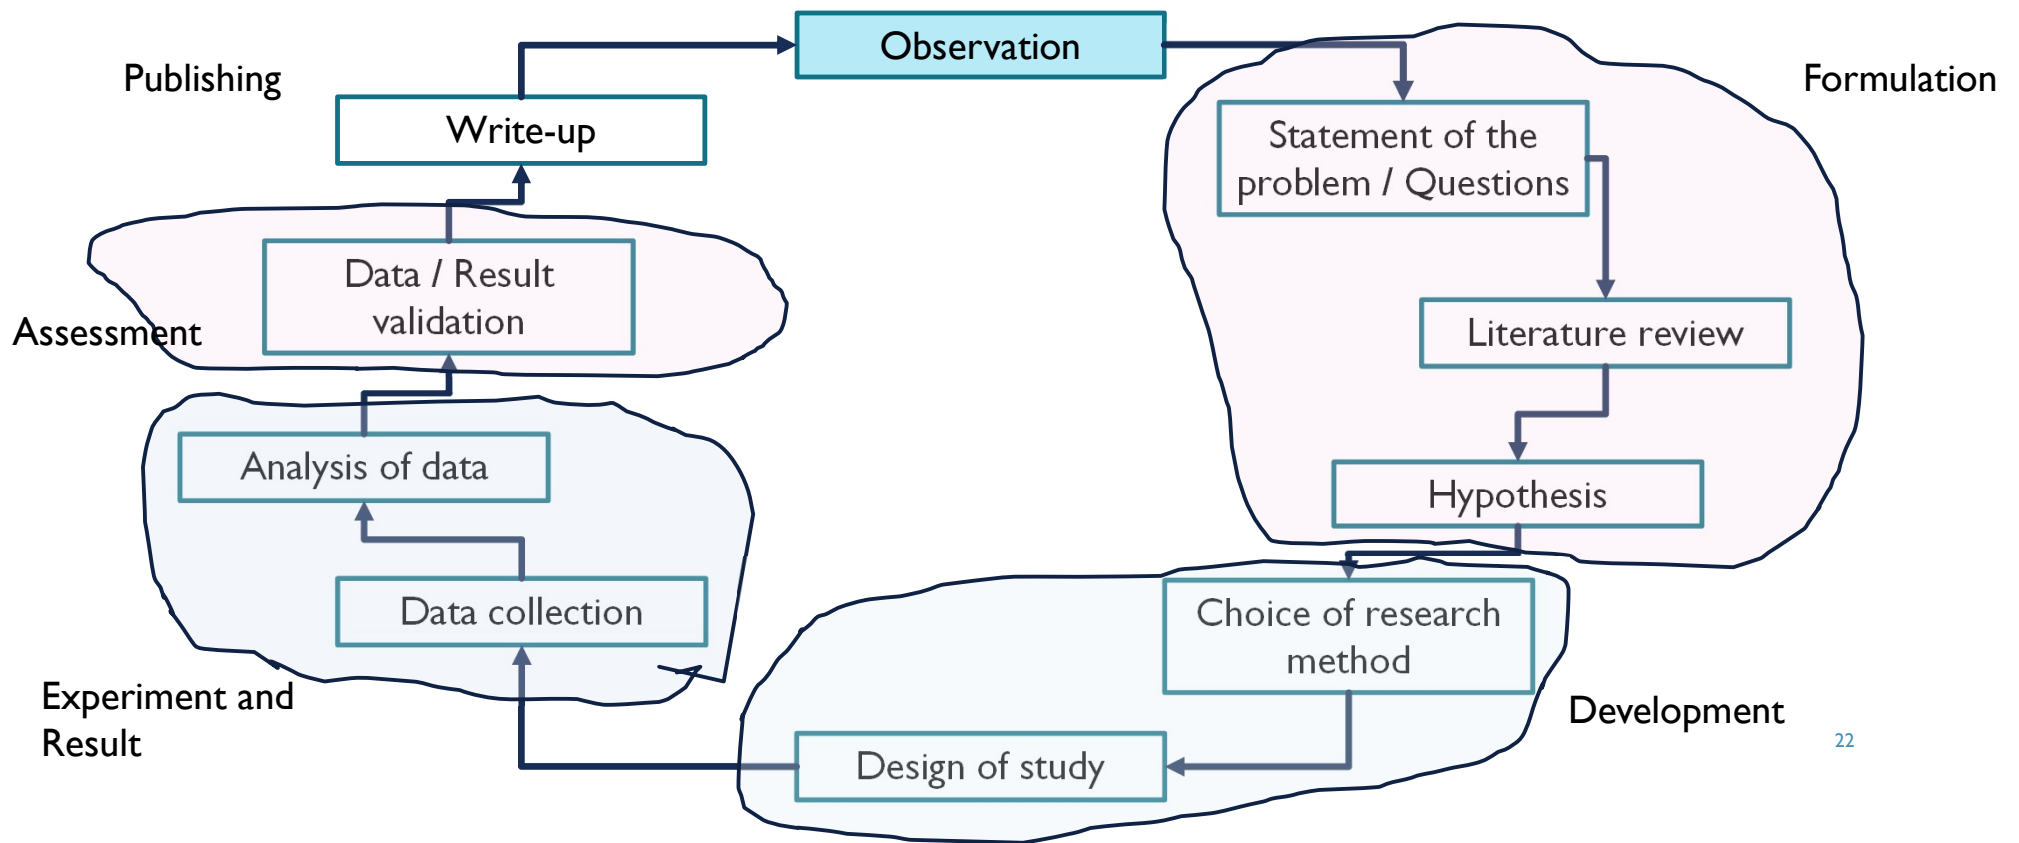 Observation
Publishing
Formulation
Write-up
Statement of the
problem / Questions
Data / Result
validation
Assessment
Literature review
Analysis of data
Hypothesis
Data collection
Choice of research
method
Experiment and
Result
Development
Design of study
22